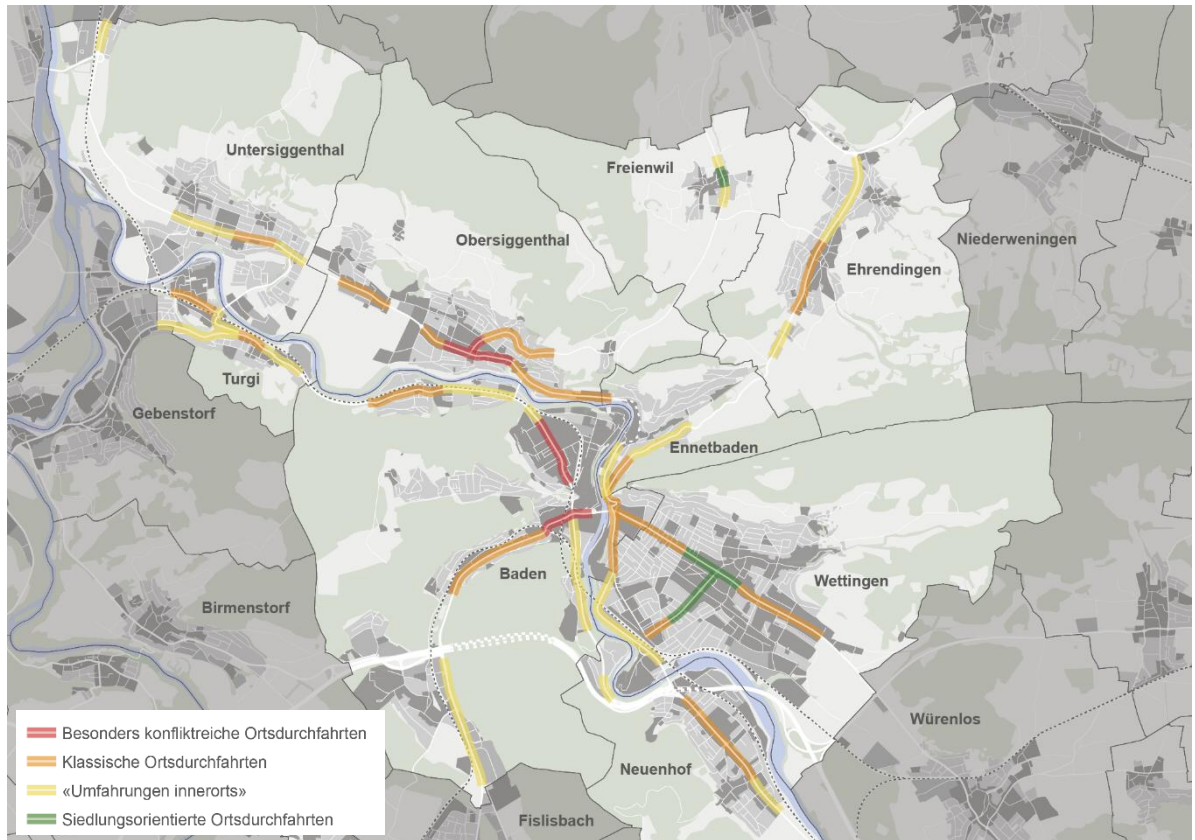 Untersiggenthal
Freienwil
Obersiggenthal
Niederweningen
Ehrendingen
Turgi
Gebenstorf
Ennetbaden
Baden
Wettingen
Birmenstorf
Würenlos
Neuenhof
Fislisbach
Besonders konfliktreiche Ortsdurchfahrten
Klassische Ortsdurchfahrten
«Umfahrungen innerorts»
Siedlungsorientierte Ortsdurchfahrten